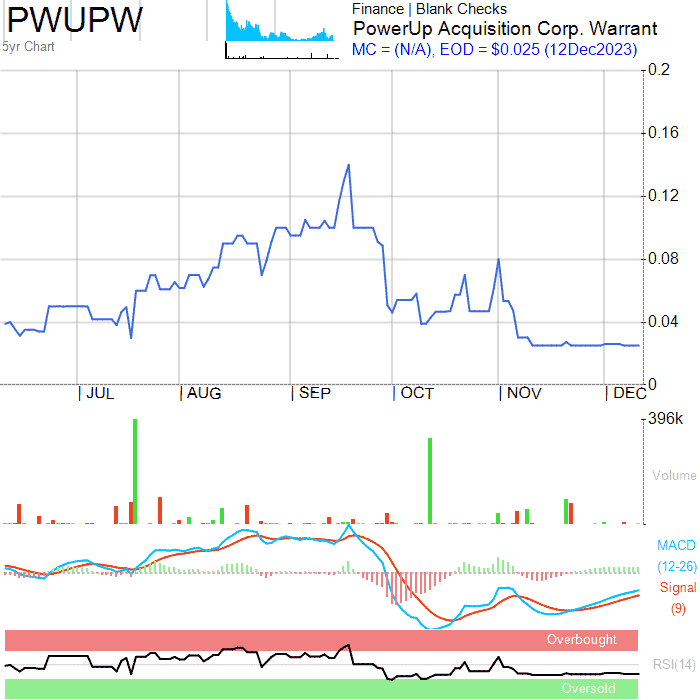 PWUPW
5yr Chart
Finance | Blank Checks
PowerUp Acquisition Corp. Warrant
MC = (N/A), EOD = $0.025 (12Dec2023)
0.2
0.16
0.12
0.08
0.04
0
JUL AUG SEP OCT NOV DEC
396k
Volume
MACD
(12-26)
Signal
(9)
Overbought
RSI(14)
Oversold